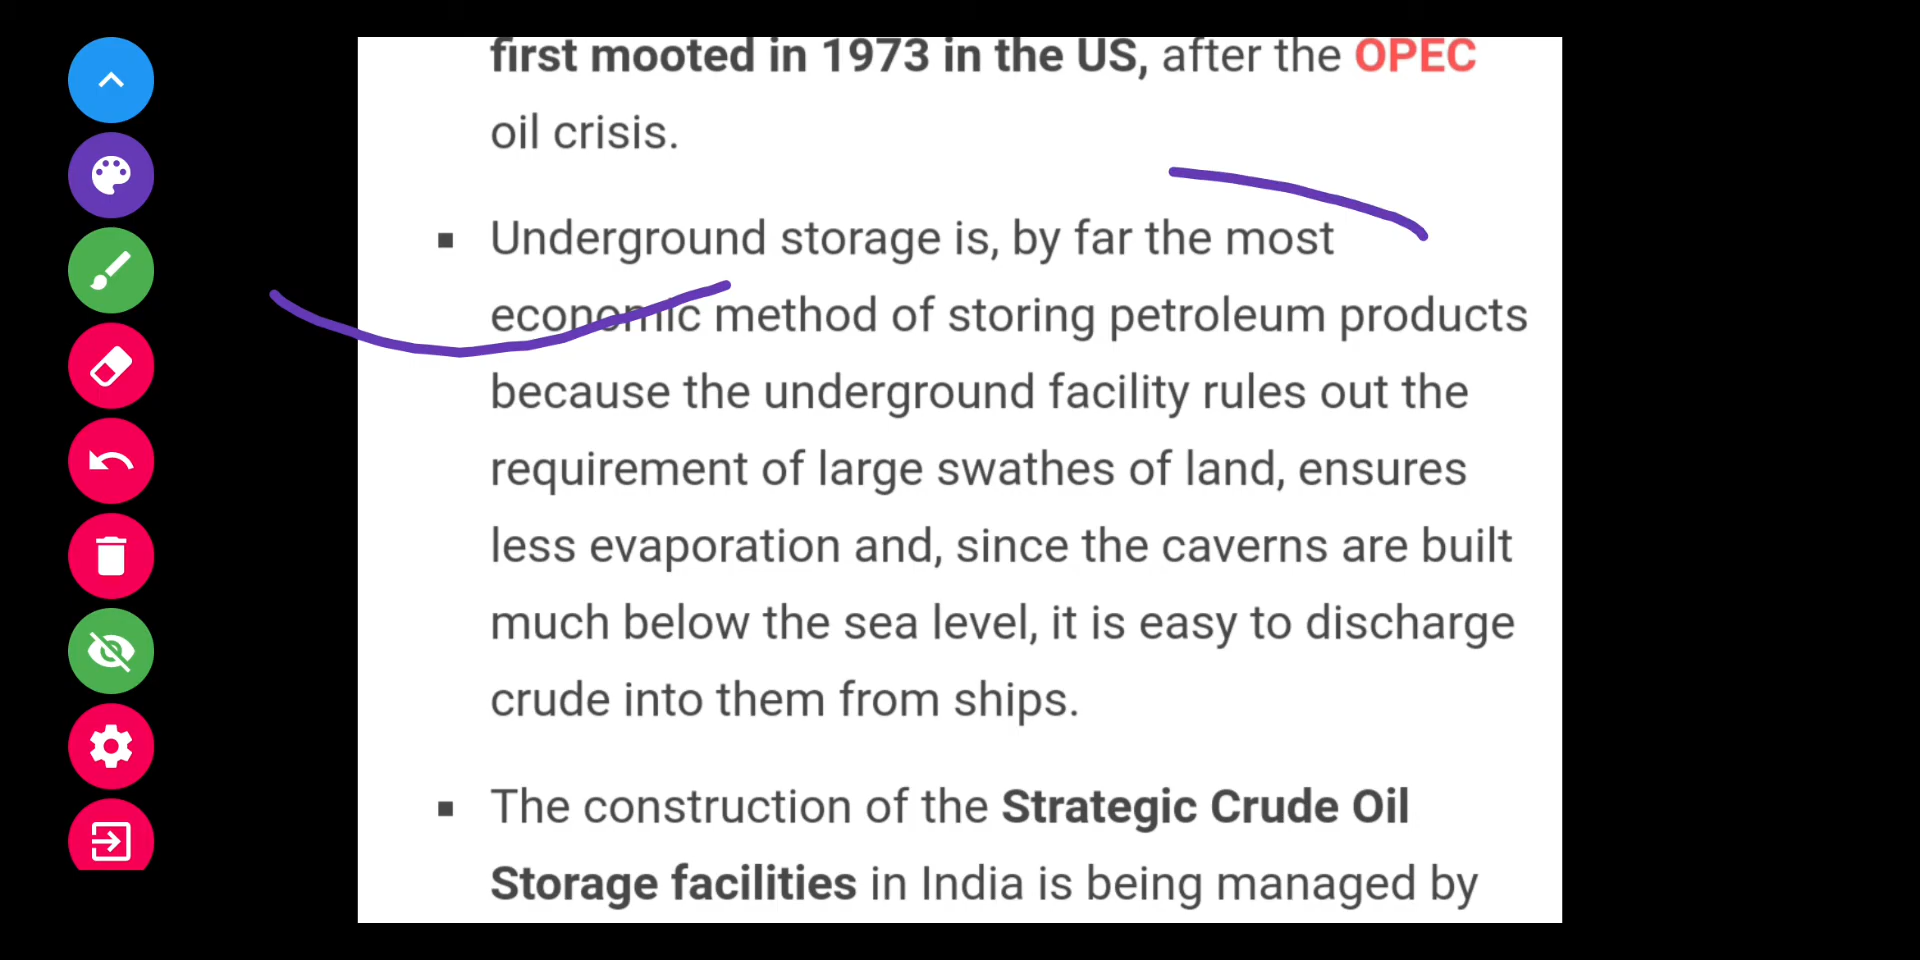 first mooted in 1973 in the US, after the OPEC
oil crisis.
▪ Underground storage is, by far the most
economic method of storing petroleum products
because the underground facility rules out the
requirement of large swathes of land, ensures
less evaporation and, since the caverns are built
much below the sea level, it is easy to discharge
crude into them from ships.
▪ The construction of the Strategic Crude Oil
Storage facilities in India is being managed by